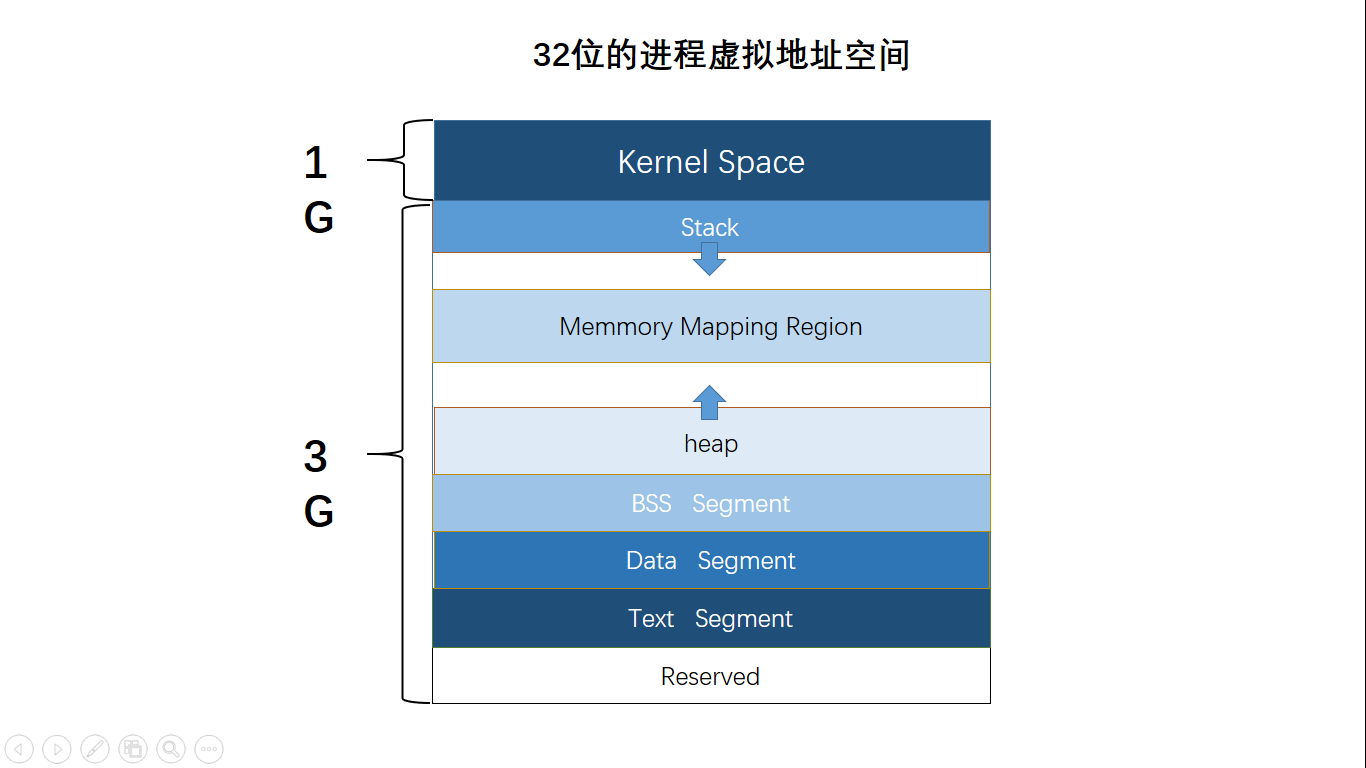 32位的进程虚拟地址空间
1
G
Kernel Space
Stack
Memmory Mapping Region
3
G
heap
BSS Segment
Data Segment
Text Segment
Reserved